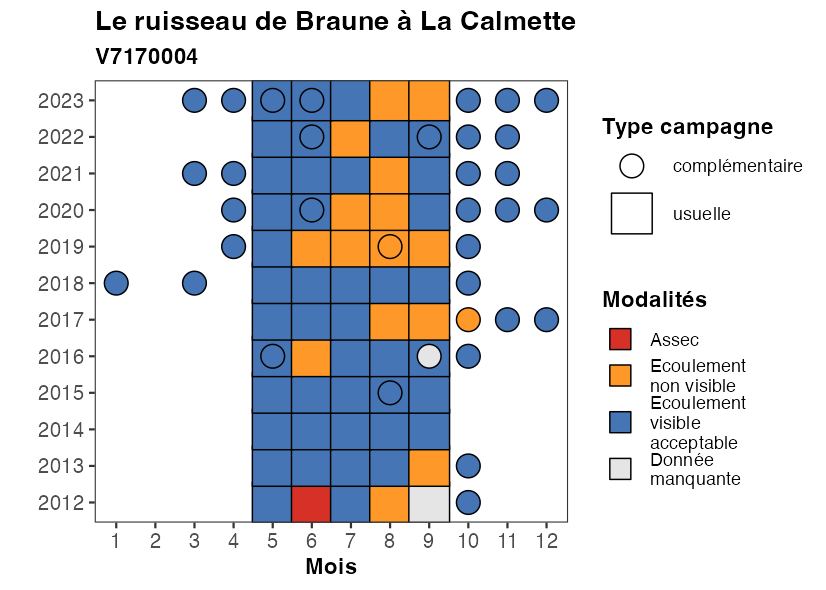 Le ruisseau de Braune à La Calmette
V7170004
2023
2022
2021
2020
2019
2018
2017
2016
2015
2014
2013
2012
1 2 3 4 5 6 7 8 9 10 11 12
Mois
Type campagne
complémentaire
usuelle
Modalités
Assec
Ecoulement
non visible
Ecoulement
visible
acceptable
Donnée
manquante